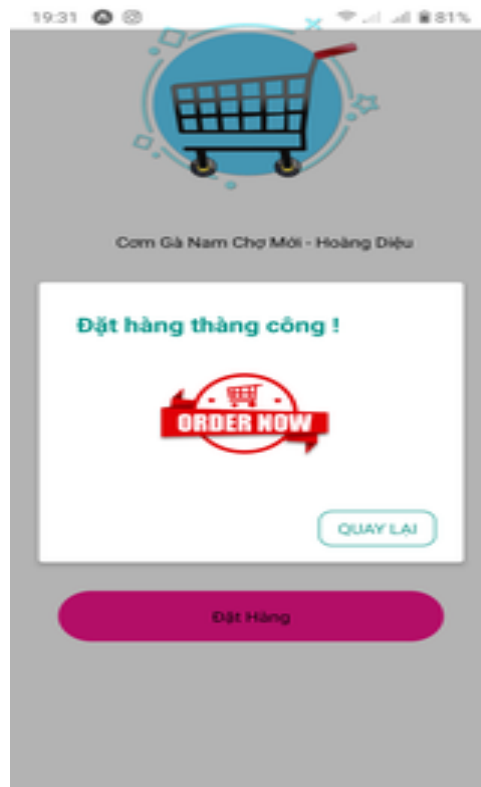 19:31
81%
Cơm Gà Nam Chợ Mới - Hoàng Diệu
Đặt hàng thàng công !
ORDER NOW
QUAY LẠI
Đặt Hàng